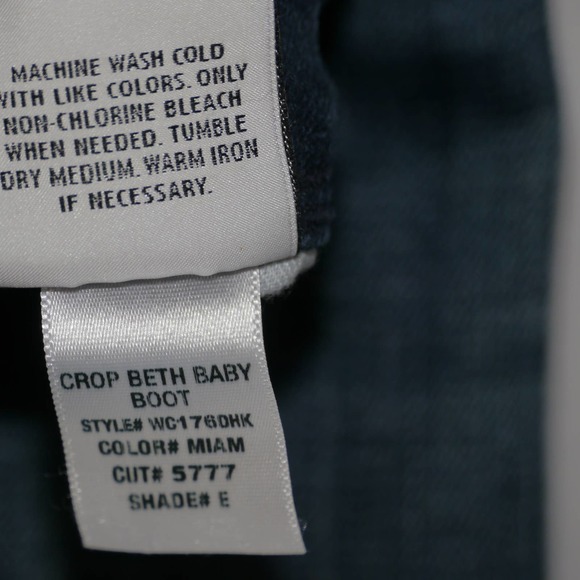 MACHINE WASH COLD
WITH LIKE COLORS. ONLY
NON-CHLORINE BLEACH
WHEN NEEDED. TUMBLE
DRY MEDIUM. WARM IRON
IF NECESSARY.
CROP BETH BABY
BOOT
STYLE# WC176DHK
COLOR# MIAM
CUT# 5777
SHADE# E